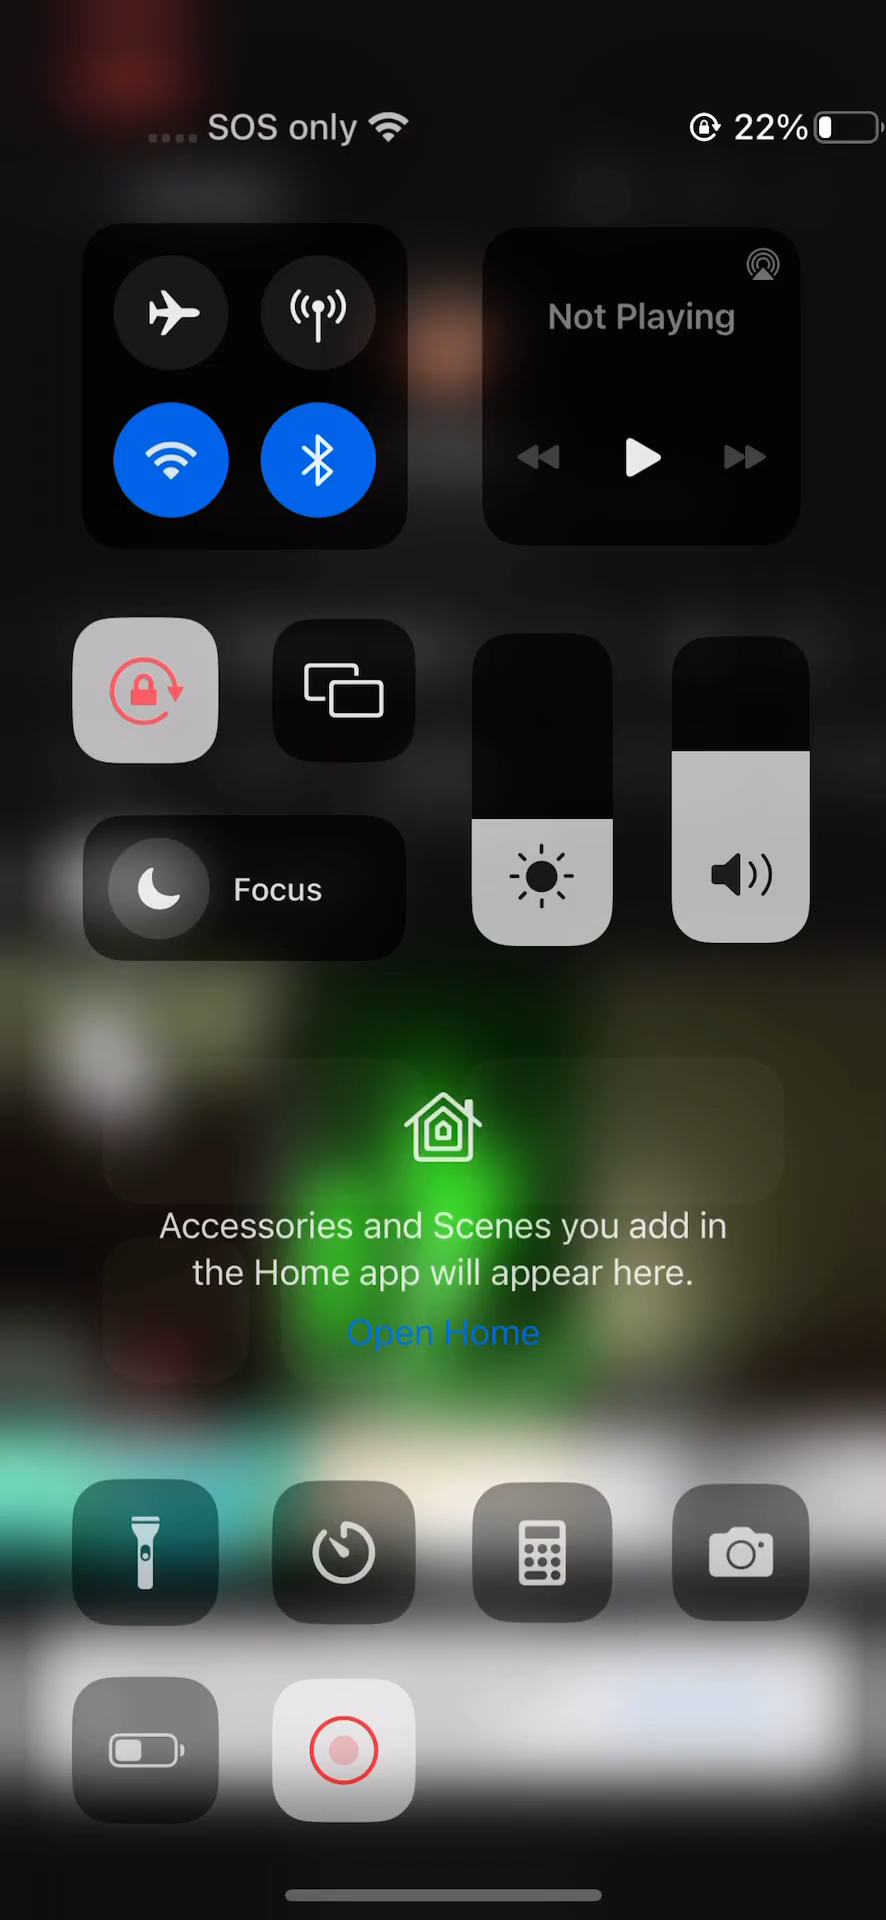 SOS only
22%
Not Playing
Focus
Accessories and Scenes you add in
the Home app will appear here.
Open Home